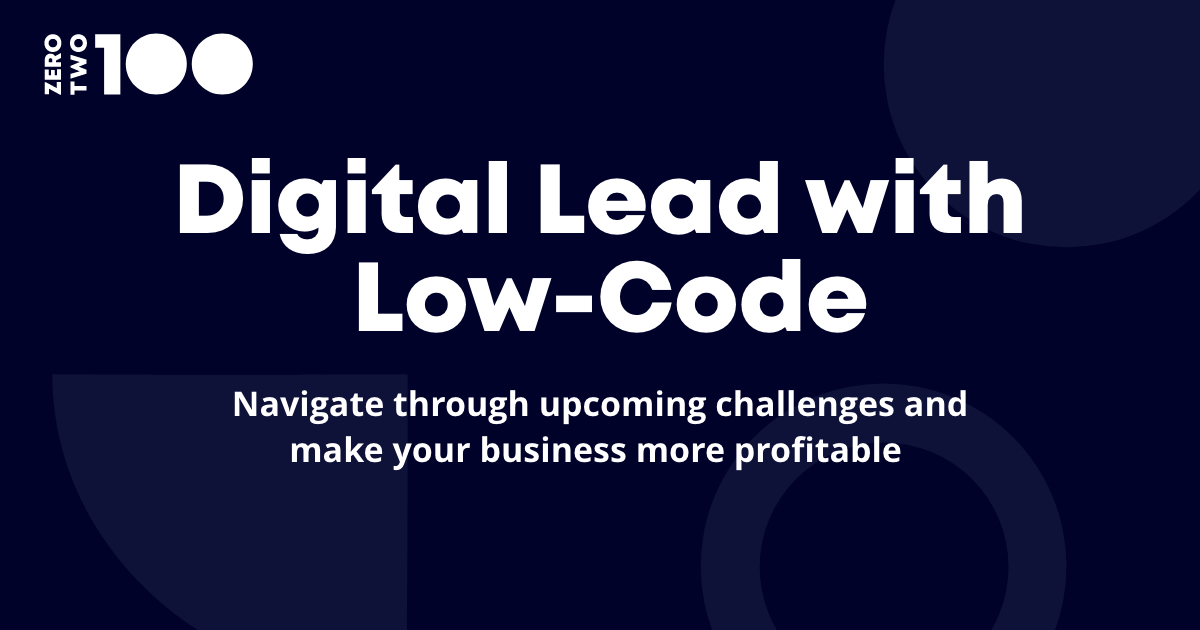 ZERO
TWO
100
Digital Lead with
Low-Code
Navigate through upcoming challenges and
make your business more profitable